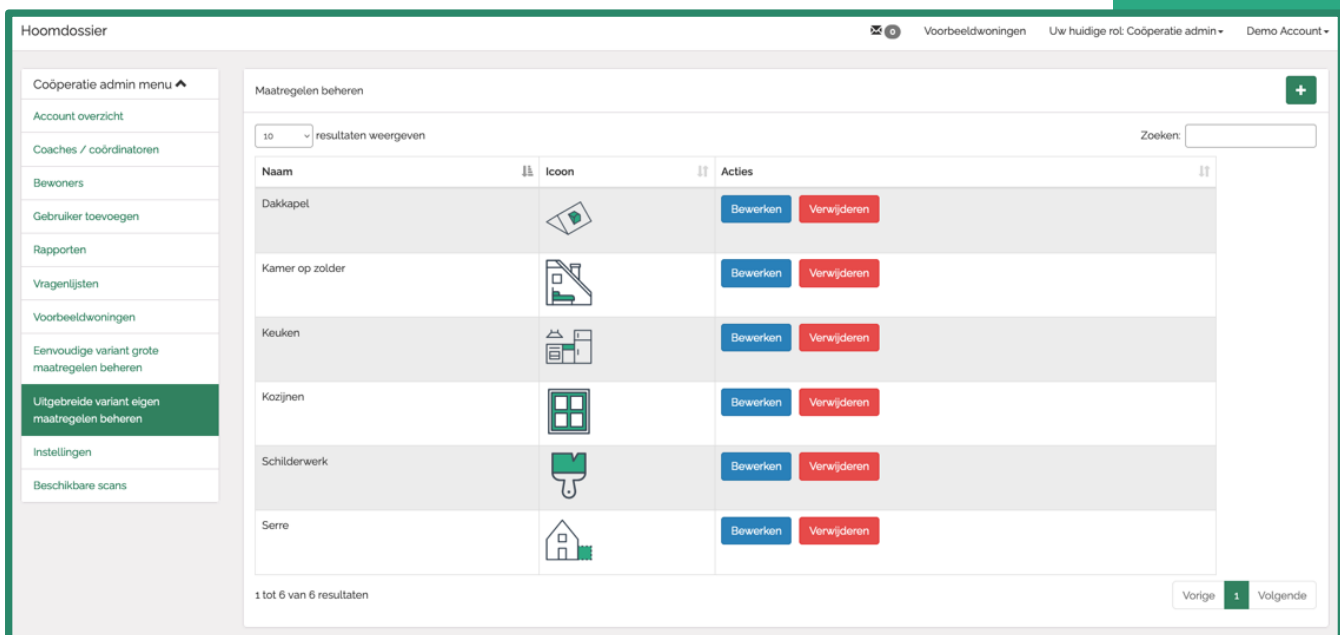 Hoomdossier
0 Voorbeeldwoningen Uw huidige rol: Coöperatie admin Demo Account
Coöperatie admin menu
Account overzicht
Coaches / coördinatoren
Bewoners
Gebruiker toevoegen
Rapporten
Vragenlijsten
Voorbeeldwoningen
Eenvoudige variant grote
maatregelen beheren
Uitgebreide variant eigen
maatregelen beheren
Instellingen
Beschikbare scans
Maatregelen beheren
+
10 resultaten weergeven Zoeken:
Naam Icoon Acties
Dakkapel Bewerken Verwijderen
Kamer op zolder Bewerken Verwijderen
Keuken Bewerken Verwijderen
Kozijnen Bewerken Verwijderen
Schilderwerk Bewerken Verwijderen
Serre Bewerken Verwijderen
1 tot 6 van 6 resultaten Vorige 1 Volgende